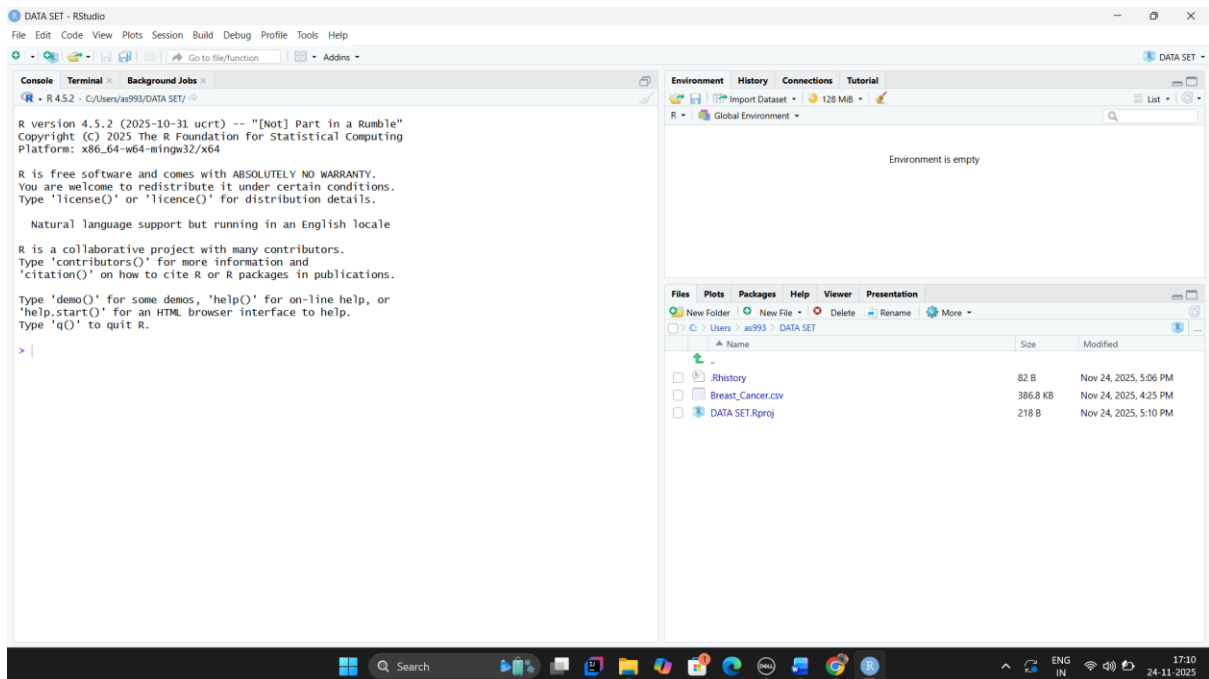 DATA SET - RStudio
File Edit Code View Plots Session Build Debug Profile Tools Help
Go to file/function Addins DATA SET
Console Terminal Background Jobs
R 4.5.2 · C:/Users/as993/DATA SET/
R version 4.5.2 (2025-10-31 ucrt) -- "[Not] Part in a Rumble"
Copyright (C) 2025 The R Foundation for Statistical Computing
Platform: x86_64-w64-mingw32/x64
R is free software and comes with ABSOLUTELY NO WARRANTY.
You are welcome to redistribute it under certain conditions.
Type 'license()' or 'licence()' for distribution details.
Natural language support but running in an English locale
R is a collaborative project with many contributors.
Type 'contributors()' for more information and
'citation()' on how to cite R or R packages in publications.
Type 'demo()' for some demos, 'help()' for on-line help, or
'help.start()' for an HTML browser interface to help.
Type 'q()' to quit R.
>
Environment History Connections Tutorial
Import Dataset 128 MiB List
R Global Environment
Environment is empty
Files Plots Packages Help Viewer Presentation
New Folder New File Delete Rename More
C: > Users > as993 > DATA SET
Name Size Modified
..
.Rhistory 82 B Nov 24, 2025, 5:06 PM
Breast_Cancer.csv 386.8 KB Nov 24, 2025, 4:25 PM
DATA SET.Rproj 218 B Nov 24, 2025, 5:10 PM
Search
ENG
IN
17:10
24-11-2025